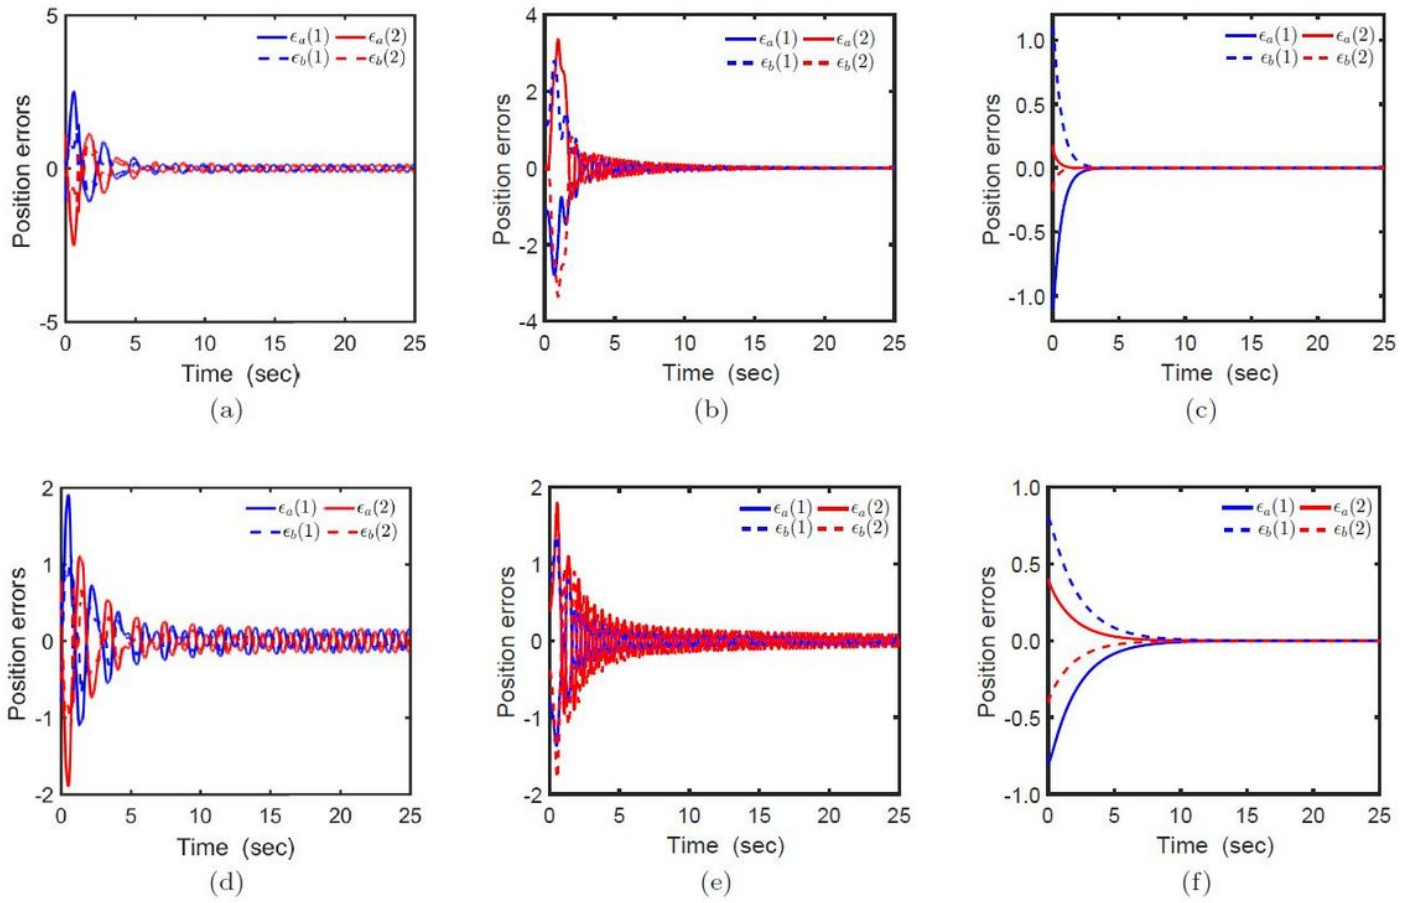 5
0
-5
Position errors
ϵa(1) ϵa(2)
ϵb(1) ϵb(2)
0 5 10 15 20 25
Time (sec)
(a)
4
2
0
-2
-4
Position errors
ϵa(1) ϵa(2)
ϵb(1) ϵb(2)
0 5 10 15 20 25
Time (sec)
(b)
1.0
0.5
0.0
-0.5
-1.0
Position errors
ϵa(1) ϵa(2)
ϵb(1) ϵb(2)
0 5 10 15 20 25
Time (sec)
(c)
2
1
0
-1
-2
Position errors
ϵa(1) ϵa(2)
ϵb(1) ϵb(2)
0 5 10 15 20 25
Time (sec)
(d)
2
1
0
-1
-2
Position errors
ϵa(1) ϵa(2)
ϵb(1) ϵb(2)
0 5 10 15 20 25
Time (sec)
(e)
1.0
0.5
0.0
-0.5
-1.0
Position errors
ϵa(1) ϵa(2)
ϵb(1) ϵb(2)
0 5 10 15 20 25
Time (sec)
(f)